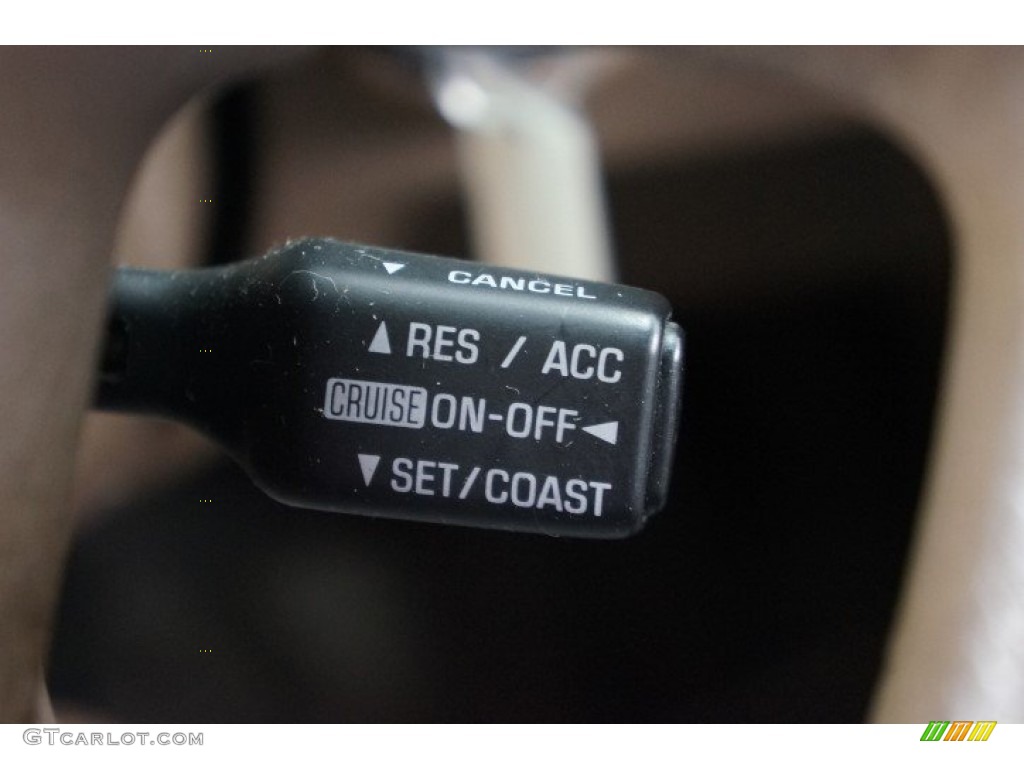 ▼ CANCEL
▲ RES / ACC
CRUISE ON-OFF ◀
▼ SET/COAST
GTCARLOT.COM